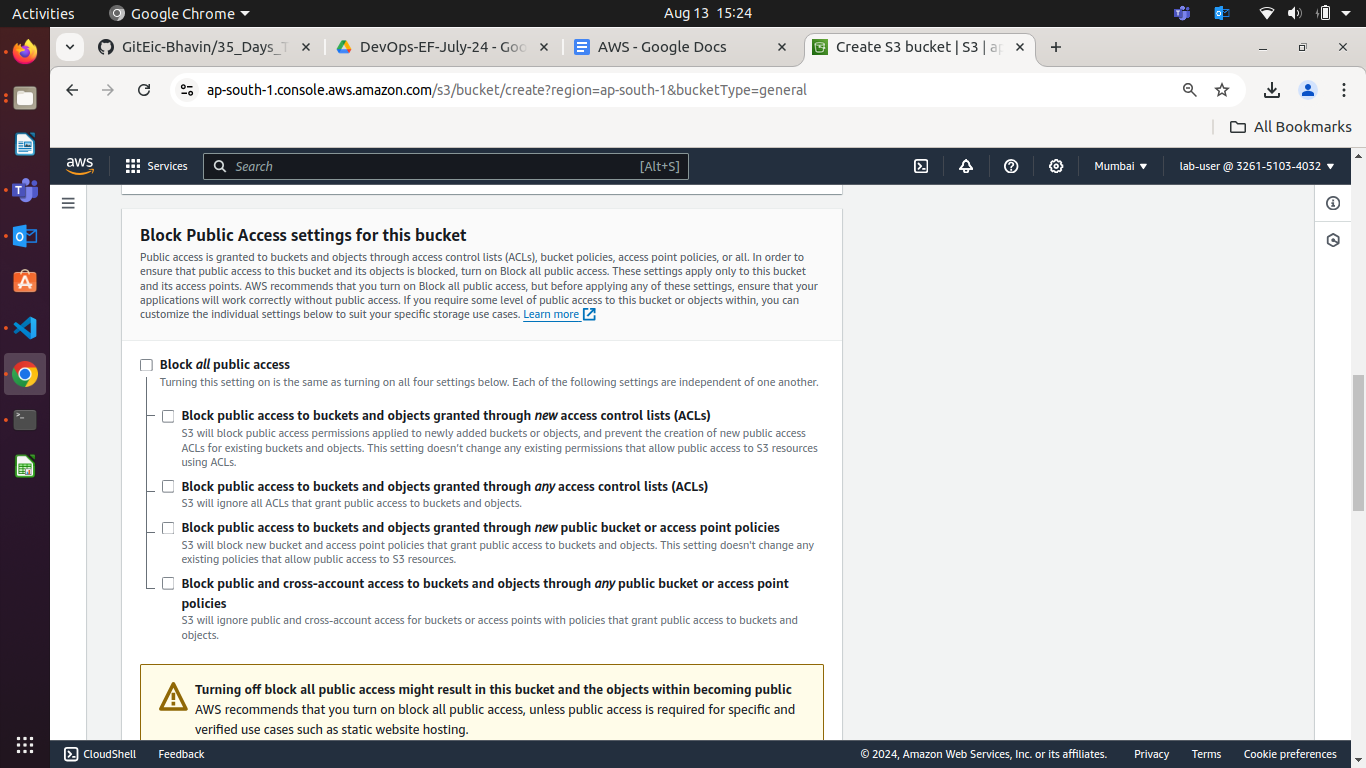 Activities
Google Chrome
Aug 13 15:24
GitEic-Bhavin/35_Days_T
DevOps-EF-July-24 - Goo
AWS - Google Docs
Create S3 bucket | S3 | ap
ap-south-1.console.aws.amazon.com/s3/bucket/create?region=ap-south-1&bucketType=general
All Bookmarks
aws
Services
Search
[Alt+S]
Mumbai
lab-user @ 3261-5103-4032
Block Public Access settings for this bucket
Public access is granted to buckets and objects through access control lists (ACLs), bucket policies, access point policies, or all. In order to
ensure that public access to this bucket and its objects is blocked, turn on Block all public access. These settings apply only to this bucket
and its access points. AWS recommends that you turn on Block all public access, but before applying any of these settings, ensure that your
applications will work correctly without public access. If you require some level of public access to this bucket or objects within, you can
customize the individual settings below to suit your specific storage use cases. Learn more
Block all public access
Turning this setting on is the same as turning on all four settings below. Each of the following settings are independent of one another.
Block public access to buckets and objects granted through new access control lists (ACLs)
S3 will block public access permissions applied to newly added buckets or objects, and prevent the creation of new public access
ACLs for existing buckets and objects. This setting doesn't change any existing permissions that allow public access to S3 resources
using ACLs.
Block public access to buckets and objects granted through any access control lists (ACLs)
S3 will ignore all ACLs that grant public access to buckets and objects.
Block public access to buckets and objects granted through new public bucket or access point policies
S3 will block new bucket and access point policies that grant public access to buckets and objects. This setting doesn't change any
existing policies that allow public access to S3 resources.
Block public and cross-account access to buckets and objects through any public bucket or access point
policies
S3 will ignore public and cross-account access for buckets or access points with policies that grant public access to buckets and
objects.
Turning off block all public access might result in this bucket and the objects within becoming public
AWS recommends that you turn on block all public access, unless public access is required for specific and
verified use cases such as static website hosting.
CloudShell
Feedback
© 2024, Amazon Web Services, Inc. or its affiliates.
Privacy
Terms
Cookie preferences